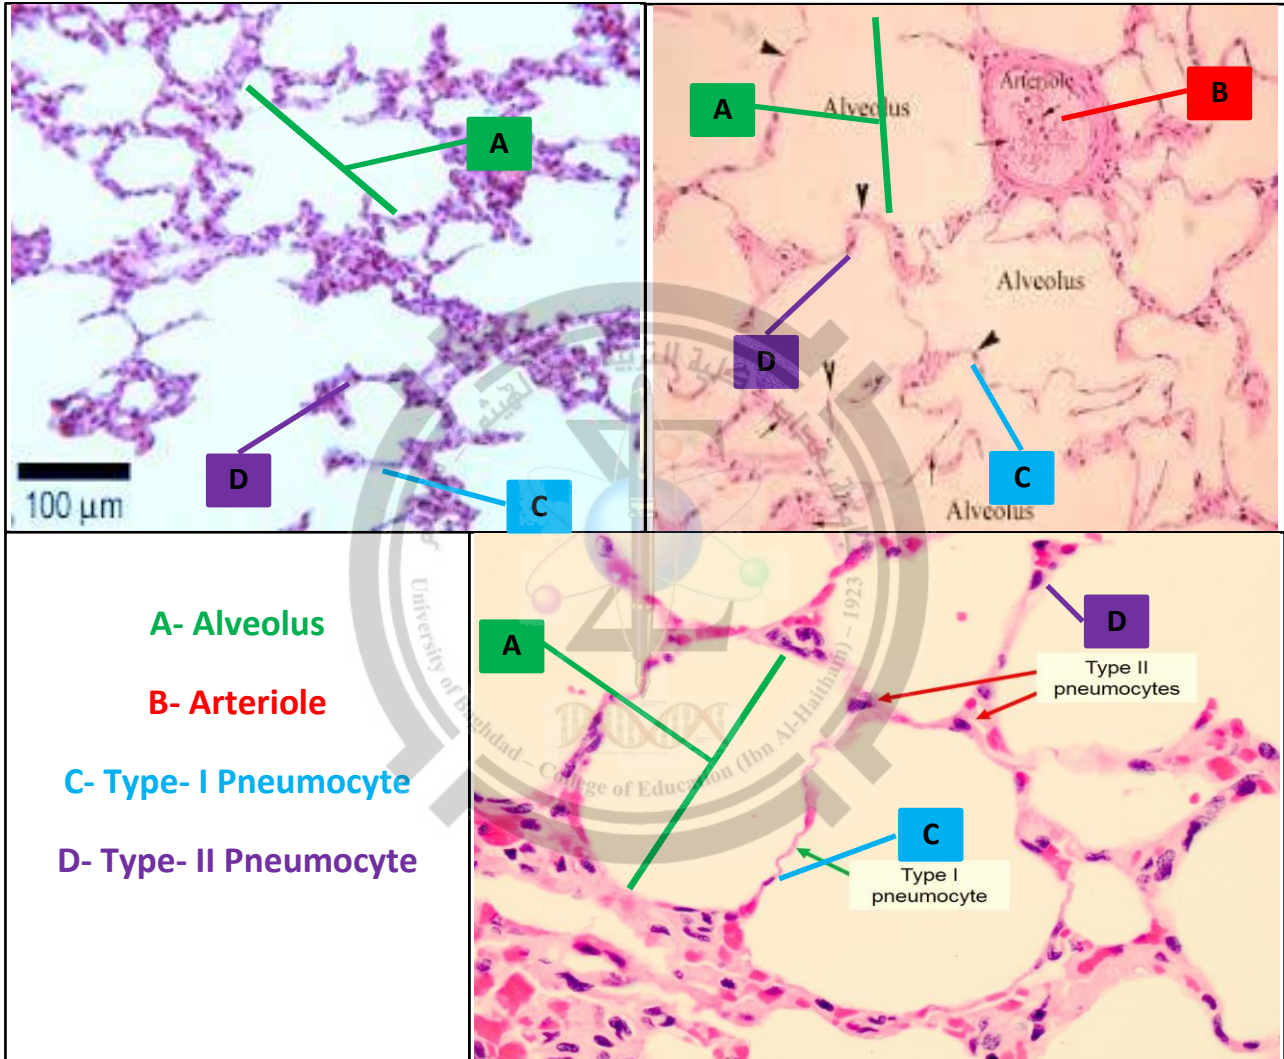 A
100 μm
D
C
Arteriole
B
A
Alveolus
D
Alveolus
C
Alveolus
A- Alveolus
B- Arteriole
C- Type- I Pneumocyte
D- Type- II Pneumocyte
A
D
Type II
pneumocytes
C
Type I
pneumocyte
University of Baghdad – College of Education (Ibn Al-Haitham) – 1923